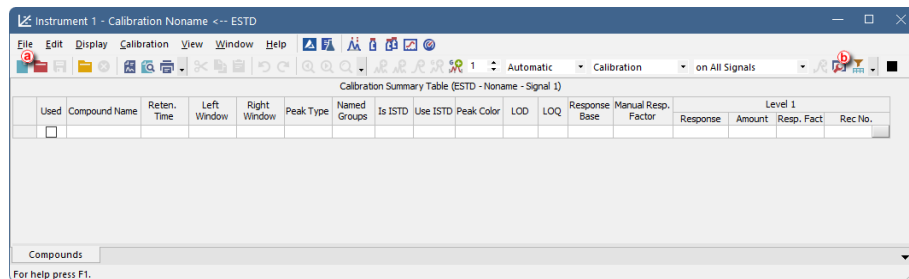 Instrument 1 - Calibration Noname <-- ESTD
File Edit Display Calibration View Window Help
a 1 Automatic Calibration on All Signals b
Calibration Summary Table (ESTD - Noname - Signal 1)
Used Compound Name Reten. Time Left Window Right Window Peak Type Named Groups Is ISTD Use ISTD Peak Color LOD LOQ Response Base Manual Resp. Factor Level 1
Response Amount Resp. Fact Rec No.
Compounds
For help press F1.